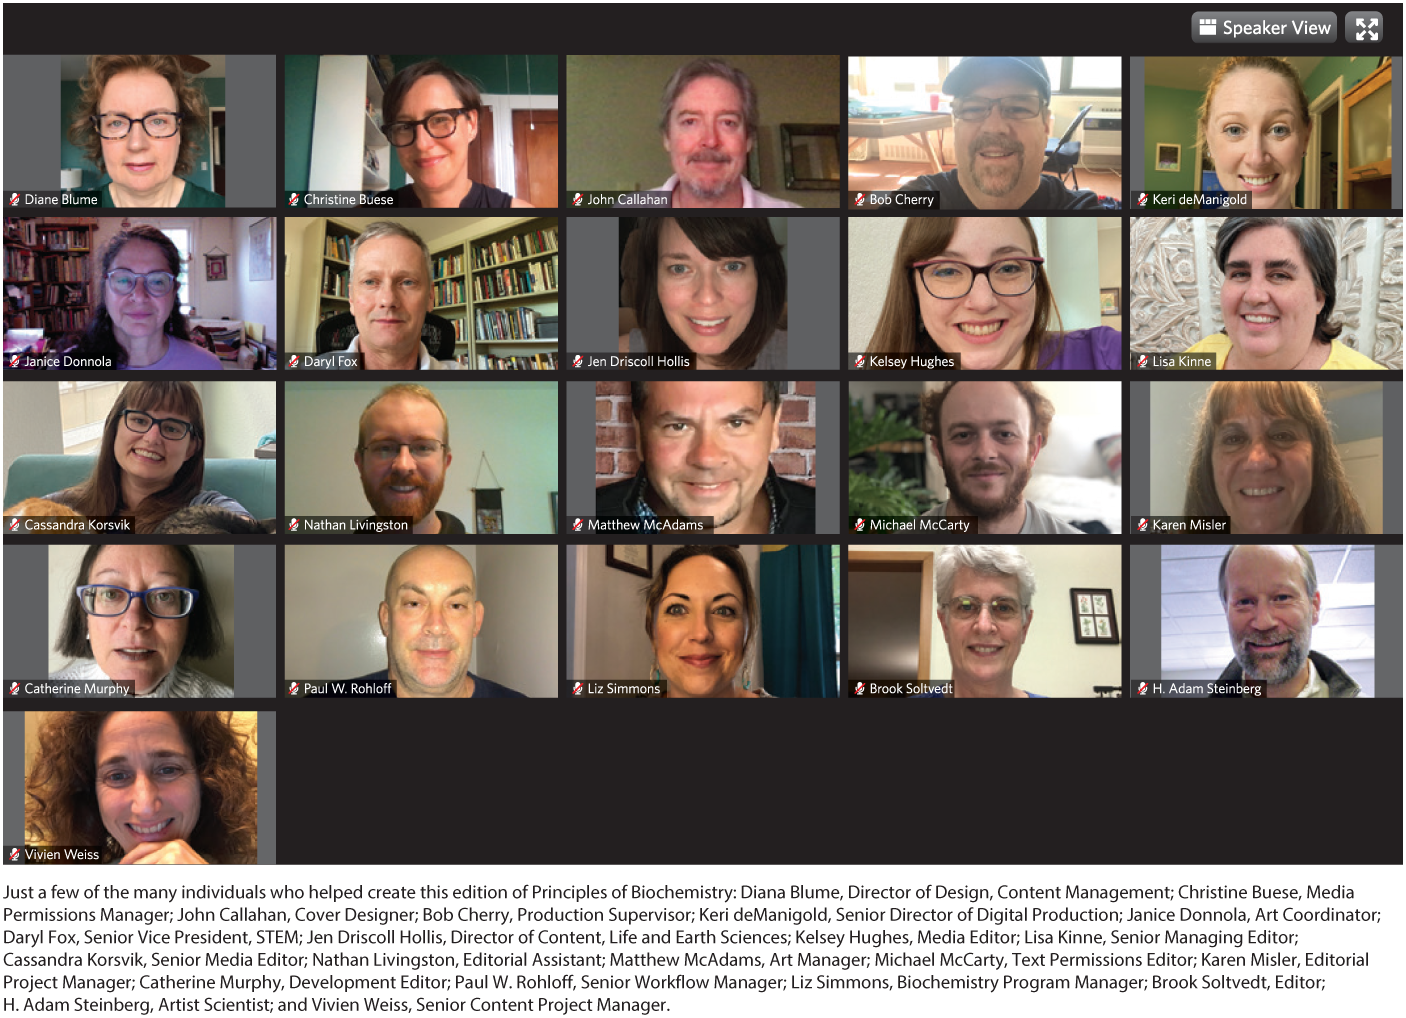 Speaker View
Diane Blume
Christine Buese
John Callahan
Bob Cherry
Keri deManigold
Janice Donnola
Daryl Fox
Jen Driscoll Hollis
Kelsey Hughes
Lisa Kinne
Cassandra Korsvik
Nathan Livingston
Matthew McAdams
Michael McCarty
Karen Misler
Catherine Murphy
Paul W. Rohloff
Liz Simmons
Brook Soltvedt
H. Adam Steinberg
Vivien Weiss
Just a few of the many individuals who helped create this edition of Principles of Biochemistry: Diana Blume, Director of Design, Content Management; Christine Buese, Media
Permissions Manager; John Callahan, Cover Designer; Bob Cherry, Production Supervisor; Keri deManigold, Senior Director of Digital Production; Janice Donnola, Art Coordinator;
Daryl Fox, Senior Vice President, STEM; Jen Driscoll Hollis, Director of Content, Life and Earth Sciences; Kelsey Hughes, Media Editor; Lisa Kinne, Senior Managing Editor;
Cassandra Korsvik, Senior Media Editor; Nathan Livingston, Editorial Assistant; Matthew McAdams, Art Manager; Michael McCarty, Text Permissions Editor; Karen Misler, Editorial
Project Manager; Catherine Murphy, Development Editor; Paul W. Rohloff, Senior Workflow Manager; Liz Simmons, Biochemistry Program Manager; Brook Soltvedt, Editor;
H. Adam Steinberg, Artist Scientist; and Vivien Weiss, Senior Content Project Manager.